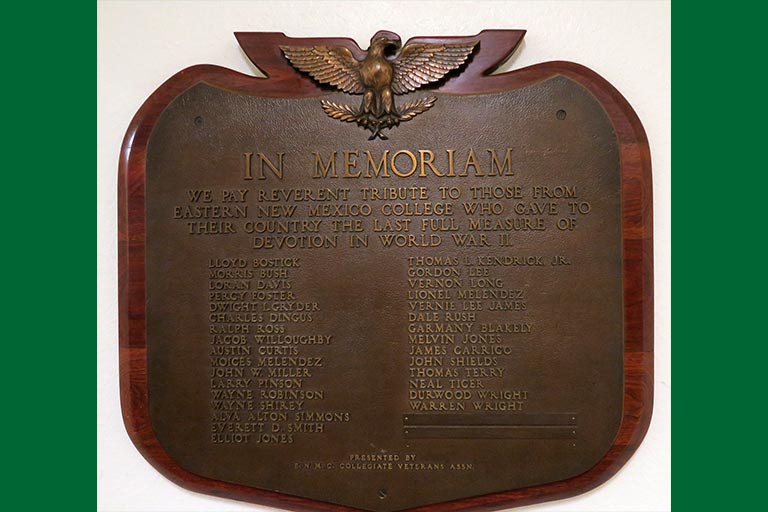 IN MEMORIAM
WE PAY REVERENT TRIBUTE TO THOSE FROM
EASTERN NEW MEXICO COLLEGE WHO GAVE TO
THEIR COUNTRY THE LAST FULL MEASURE OF
DEVOTION IN WORLD WAR II.
LLOYD BOSTICK
MORRIS BUSH
LORAN DAVIS
PERCY FOSTER
DWIGHT I. GRYDER
CHARLES DINGUS
RALPH ROSS
JACOB WILLOUGHBY
AUSTIN CURTIS
MOICES MELENDEZ
JOHN W. MILLER
LARRY PINSON
WAYNE ROBINSON
WAYNE SHIREY
ALVA ALTON SIMMONS
EVERETT D. SMITH
ELLIOT JONES
THOMAS L. KENDRICK, JR.
GORDON LEE
VERNON LONG
LIONEL MELENDEZ
VERNIE LEE JAMES
DALE RUSH
GARMANY BLAKELY
MELVIN JONES
JAMES GARRICO
JOHN SHIELDS
THOMAS TERRY
NEAL TIGER
DURWOOD WRIGHT
WARREN WRIGHT
PRESENTED BY
E. N. M. C. COLLEGIATE VETERANS ASSN.